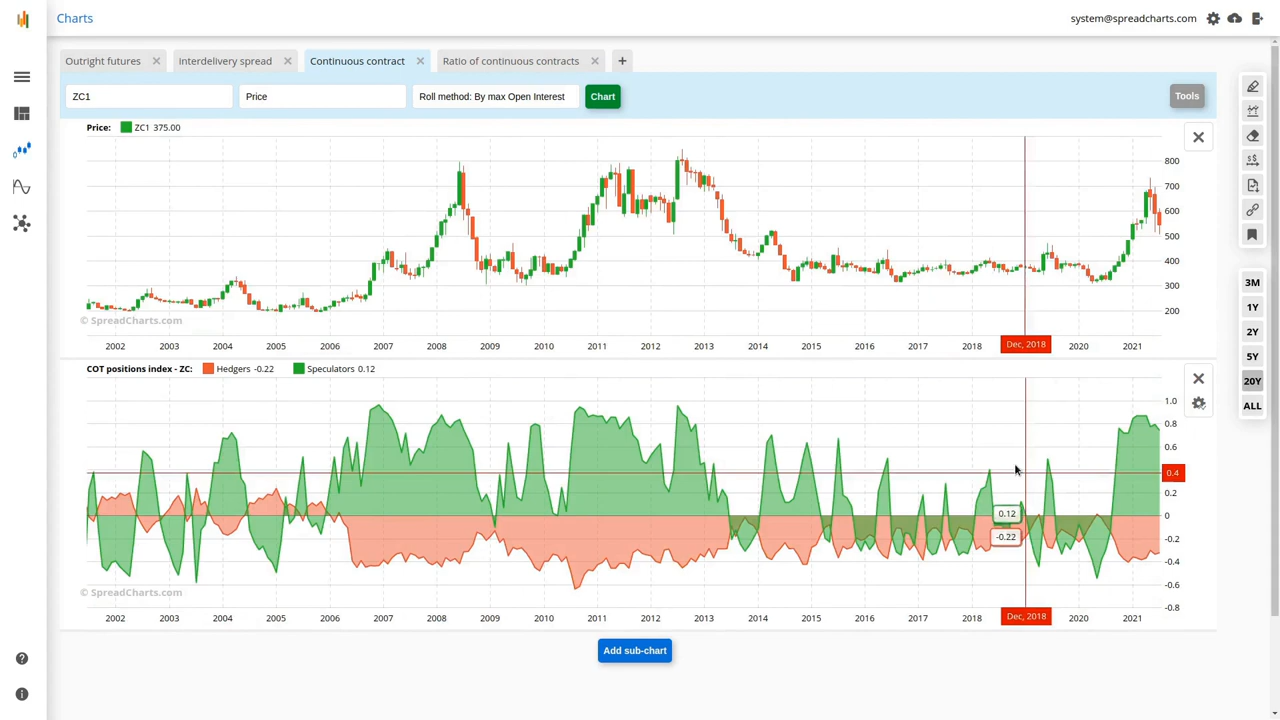 Charts
system@spreadcharts.com
Outright futures
Interdelivery spread
Continuous contract
Ratio of continuous contracts
ZC1
Price
Roll method: By max Open Interest
Chart
Tools
Price: ZC1 375.00
800
700
600
500
400
300
200
© SpreadCharts.com
2002 2003 2004 2005 2006 2007 2008 2009 2010 2011 2012 2013 2014 2015 2016 2017 2018 Dec, 2018 2020 2021
COT positions index - ZC: Hedgers -0.22 Speculators 0.12
1.0
0.8
0.6
0.4
0.2
0
-0.2
-0.4
-0.6
-0.8
0.12
-0.22
© SpreadCharts.com
2002 2003 2004 2005 2006 2007 2008 2009 2010 2011 2012 2013 2014 2015 2016 2017 2018 Dec, 2018 2020 2021
Add sub-chart
3M
1Y
2Y
5Y
20Y
ALL